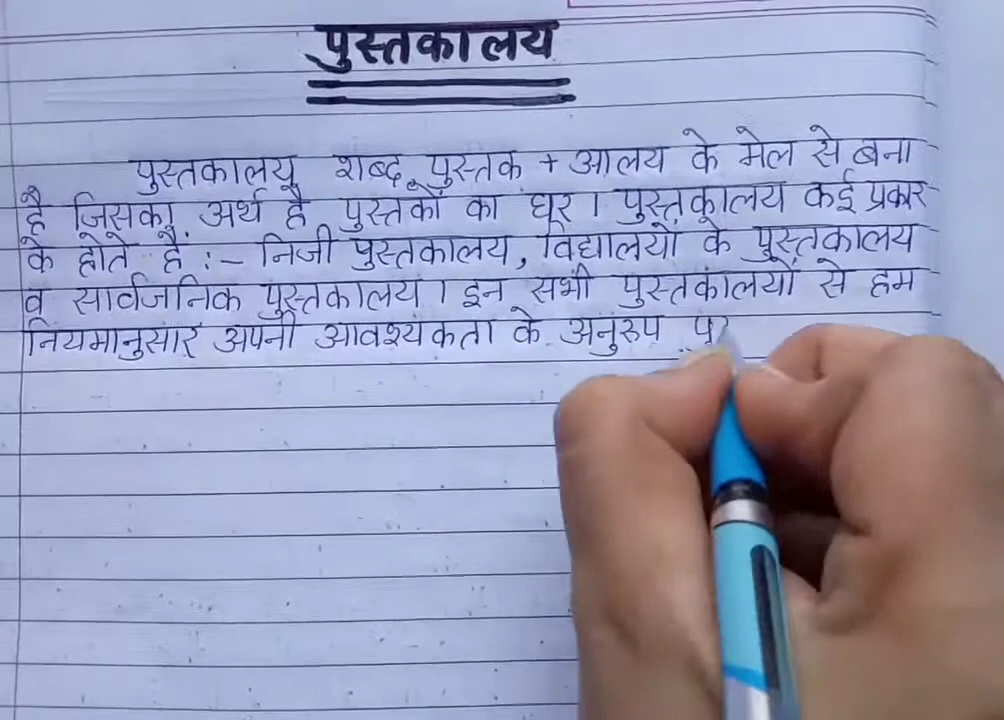 पुस्तकालय
पुस्तकालय शब्द पुस्तक + आलय के मेल से बना
है जिसका अर्थ है पुस्तकों का घर । पुस्तकालय कई प्रकार
के होते हैं :- निजी पुस्तकालय, विद्यालयों के पुस्तकालय
व सार्वजनिक पुस्तकालय । इन सभी पुस्तकालयों से हम
नियमानुसार अपनी आवश्यकता के अनुरुप